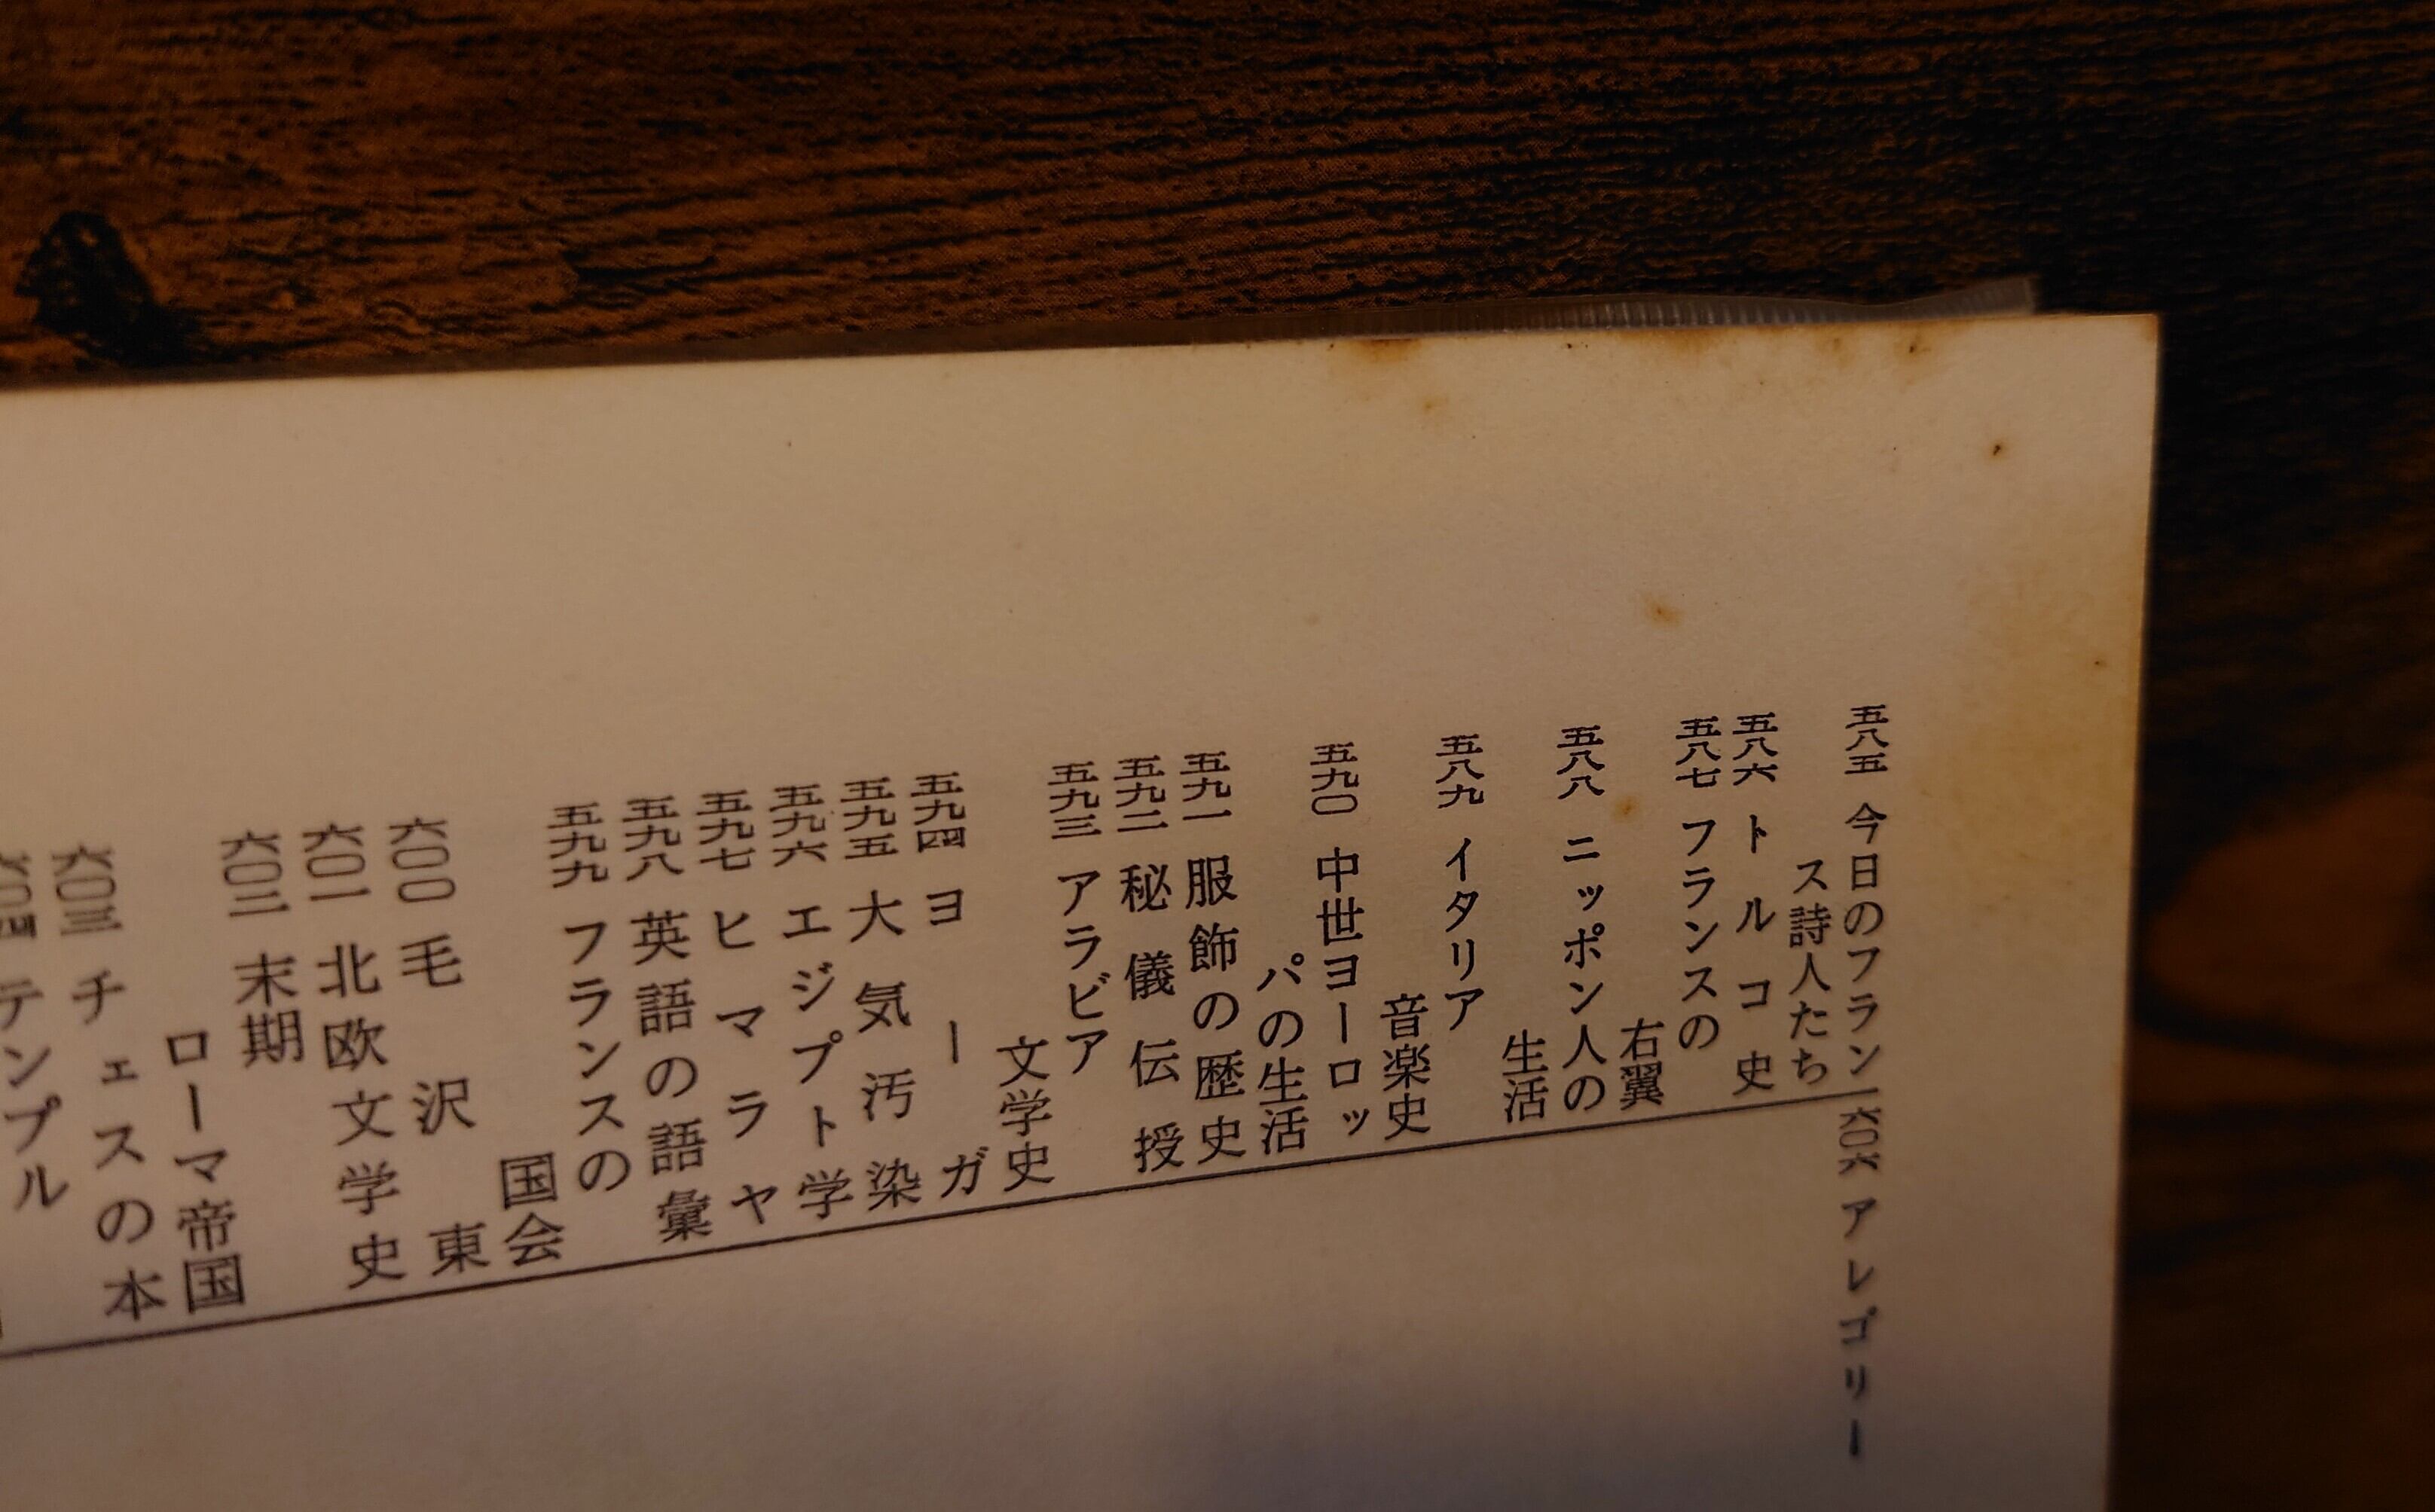 五八五 今日のフラン
ス詩人たち
五八六 トルコ史
五八七 フランスの
右翼
五八八 ニッポン人の
生活
五八九 イタリア
音楽史
五九〇 中世ヨーロッ
パの生活
五九一 服飾の歴史
五九二 秘儀伝授
五九三 アラビア
文学史
五九四 ヨーガ
五九五 大気汚染
五九六 エジプト学
五九七 ヒマラヤ
五九八 英語の語彙
五九九 フランスの
国会
六〇〇 毛沢東
六〇一 北欧文学史
六〇二 末期
ローマ帝国
六〇三 チェスの本
六〇四 テンプル
六〇六 アレゴリー